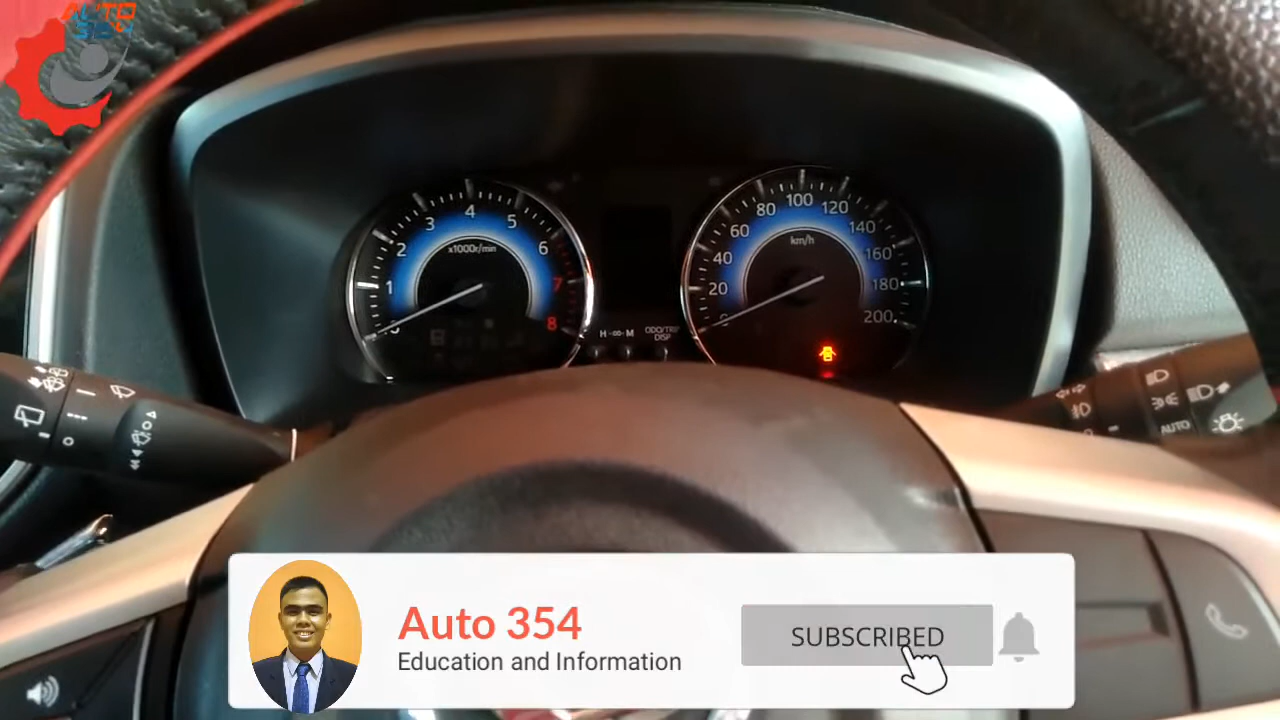 AUTO
354
1
2
3
4
5
6
7
8
x1000r/min
20
40
60
80
100
120
140
160
180
200
km/h
H-∞-M
ODO/TRIP
DISP
AUTO
Auto 354
Education and Information
SUBSCRIBED